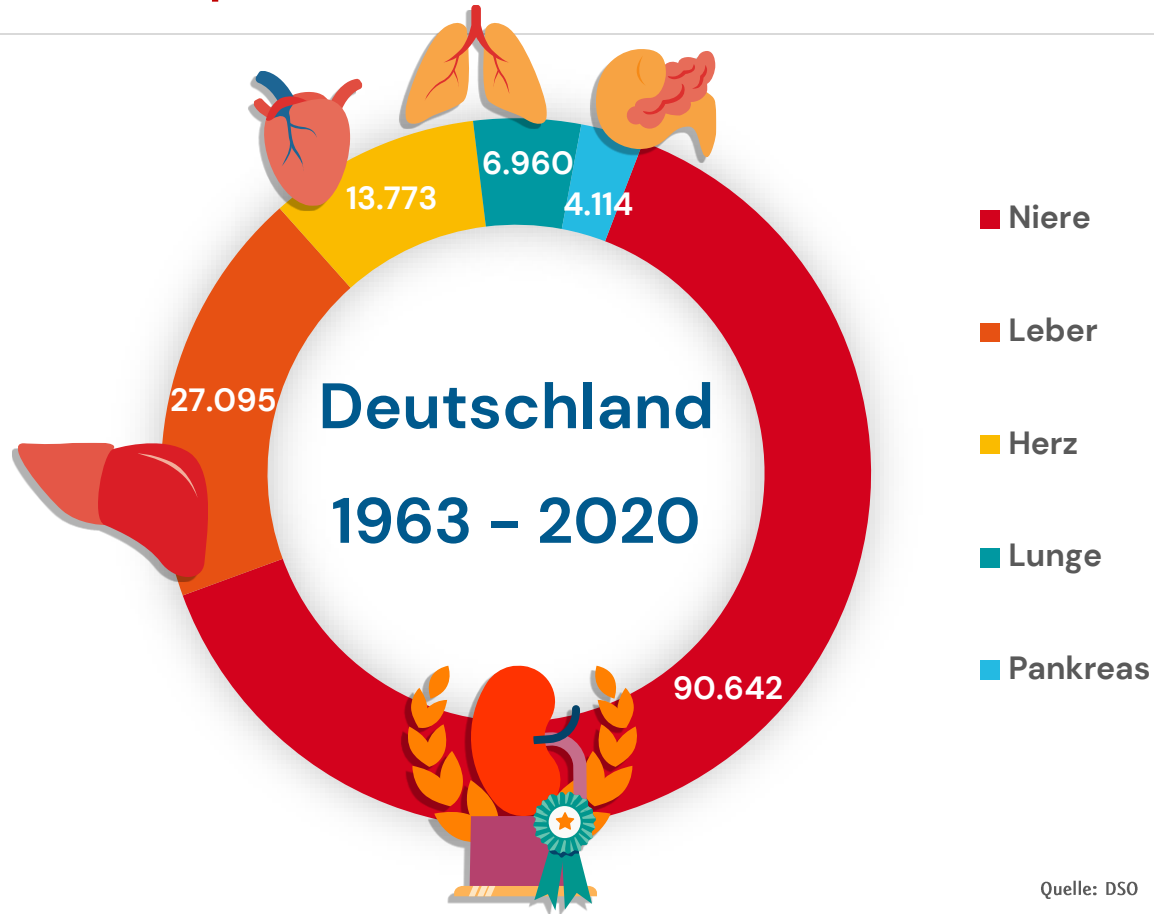 6.960
13.773
4.114
27.095
90.642
Deutschland
1963 – 2020
Niere
Leber
Herz
Lunge
Pankreas
Quelle: DSO